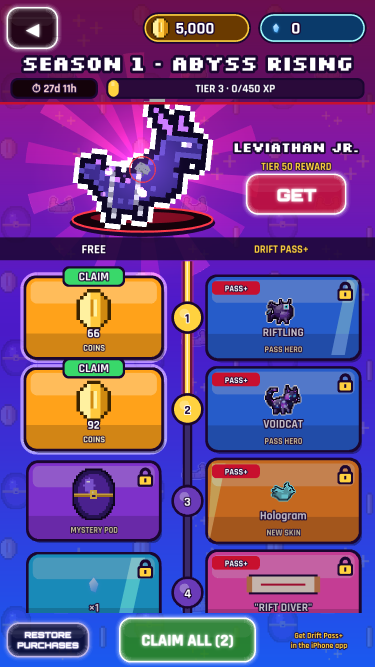 5,000
0
SEASON 1 - ABYSS RISING
27d 11h
TIER 3 · 0/450 XP
LEVIATHAN JR.
TIER 50 REWARD
GET
FREE
DRIFT PASS+
CLAIM
66
COINS
1
PASS+
RIFTLING
PASS HERO
CLAIM
92
COINS
2
PASS+
VOIDCAT
PASS HERO
MYSTERY POD
3
PASS+
Hologram
NEW SKIN
×1
4
PASS+
"RIFT DIVER"
RESTORE
PURCHASES
CLAIM ALL (2)
Get Drift Pass+
in the iPhone app